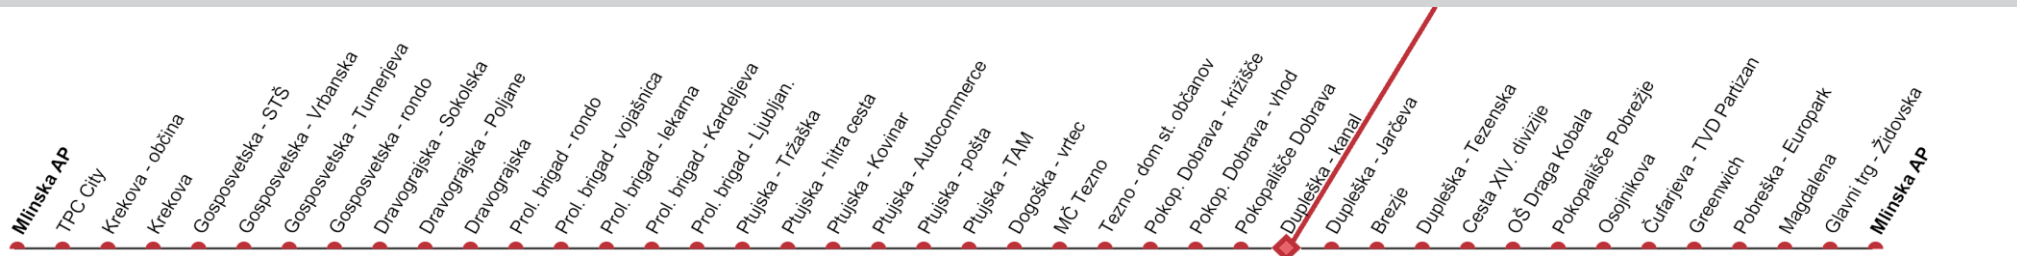 Mlinska AP
TPC City
Krekova - občina
Krekova
Gosposvetska - STŠ
Gosposvetska - Vrbanska
Gosposvetska - Turnerjeva
Gosposvetska - rondo
Dravograjska - Sokolska
Dravograjska - Poljane
Dravograjska
Prol. brigad - rondo
Prol. brigad - vojašnica
Prol. brigad - lekarna
Prol. brigad - Kardeljeva
Prol. brigad - Ljubljan.
Ptujska - Tržaška
Ptujska - hitra cesta
Ptujska - Kovinar
Ptujska - Autocommerce
Ptujska - pošta
Ptujska - TAM
Dogoška - vrtec
MČ Tezno
Tezno - dom st. občanov
Pokop. Dobrava - križišče
Pokop. Dobrava - vhod
Pokopališče Dobrava
Dupleška - kanal
Dupleška - Jarčeva
Brezje
Dupleška - Tezenska
Cesta XIV. divizije
OŠ Draga Kobala
Pokopališče Pobrežje
Osojnikova
Čufarjeva - TVD Partizan
Greenwich
Pobreška - Europark
Magdalena
Glavni trg - Židovska
Mlinska AP